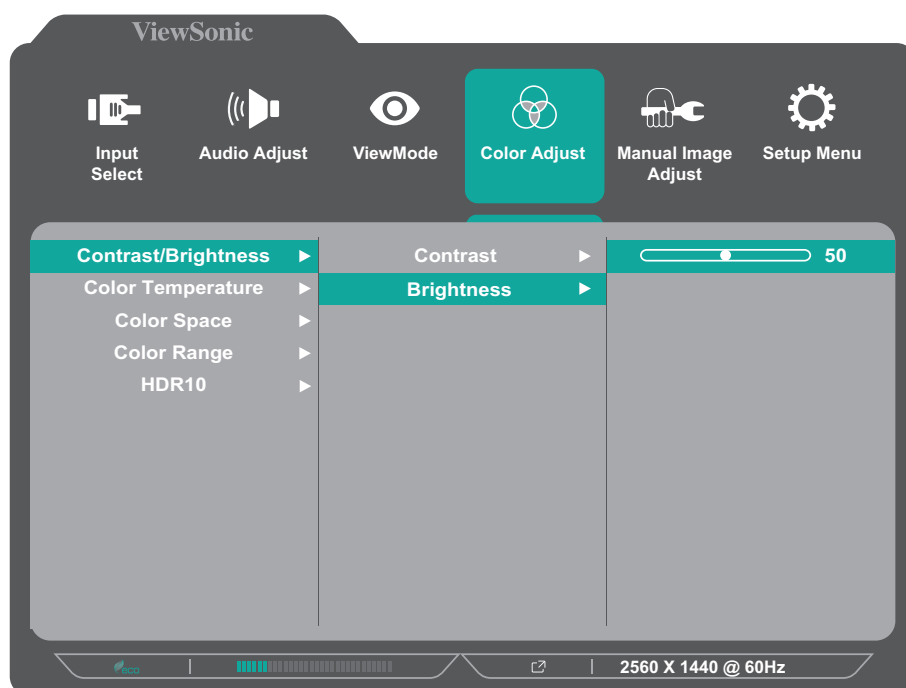 ViewSonic
Input
Select
Audio Adjust
ViewMode
Color Adjust
Manual Image
Adjust
Setup Menu
Contrast/Brightness
Color Temperature
Color Space
Color Range
HDR10
Contrast
Brightness
50
eco
2560 X 1440 @ 60Hz